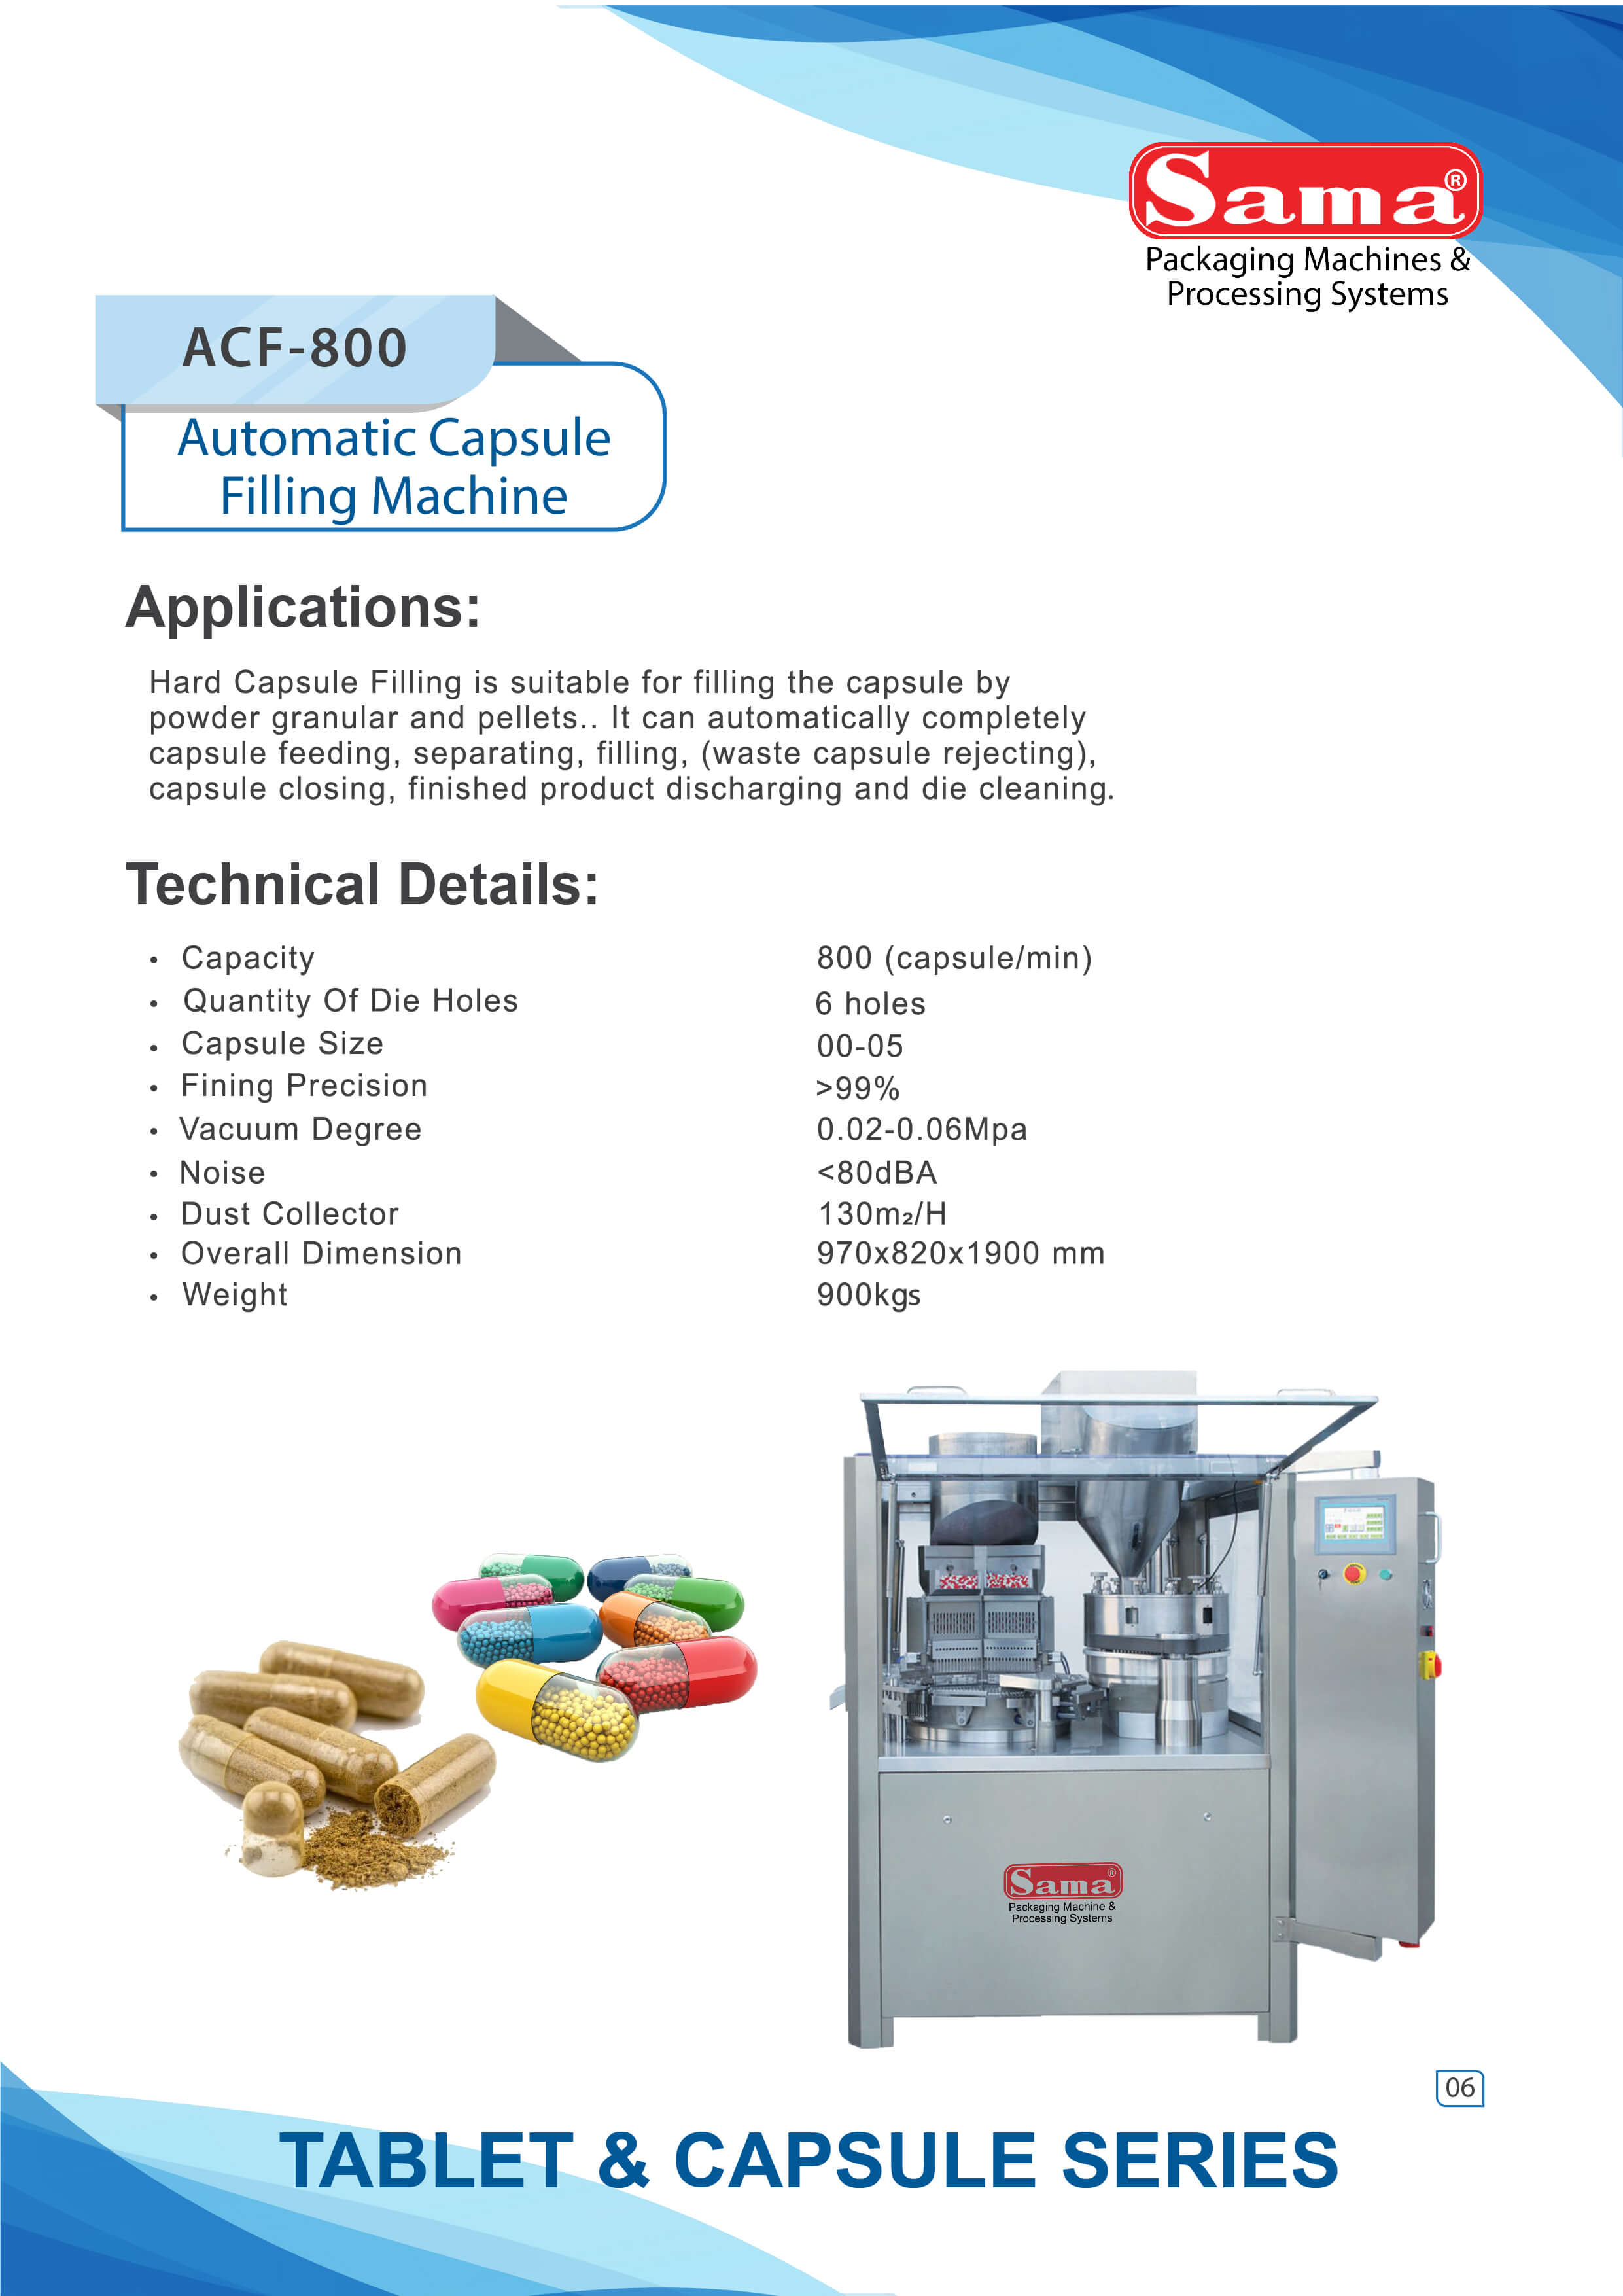 Sama®
Packaging Machines &
Processing Systems
ACF-800
Automatic Capsule
Filling Machine
Applications:
Hard Capsule Filling is suitable for filling the capsule by
powder granular and pellets.. It can automatically completely
capsule feeding, separating, filling, (waste capsule rejecting),
capsule closing, finished product discharging and die cleaning.
Technical Details:
• Capacity 800 (capsule/min)
• Quantity Of Die Holes 6 holes
• Capsule Size 00-05
• Fining Precision >99%
• Vacuum Degree 0.02-0.06Mpa
• Noise <80dBA
• Dust Collector 130m₂/H
• Overall Dimension 970x820x1900 mm
• Weight 900kgs
Sama®
Packaging Machine &
Processing Systems
06
TABLET & CAPSULE SERIES